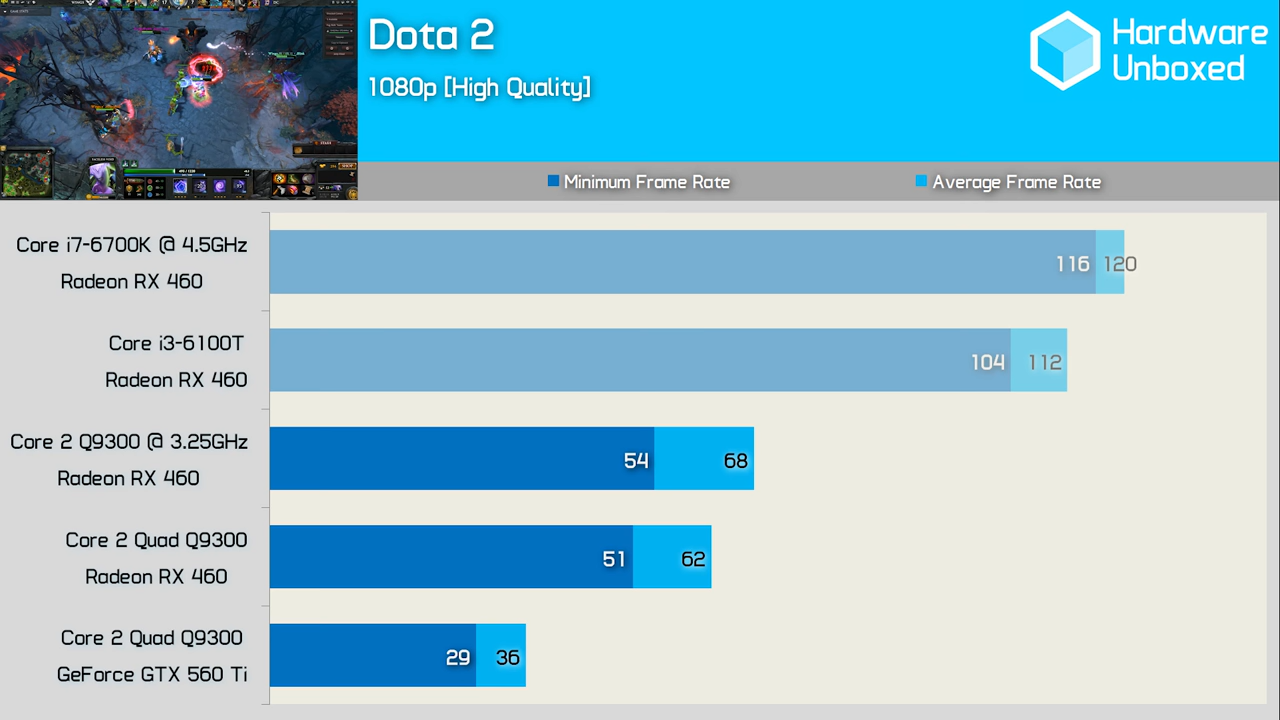 Dota 2
1080p [High Quality]
Hardware
Unboxed
Minimum Frame Rate
Average Frame Rate
Core i7-6700K @ 4.5GHz
Radeon RX 460
116
120
Core i3-6100T
Radeon RX 460
104
112
Core 2 Q9300 @ 3.25GHz
Radeon RX 460
54
68
Core 2 Quad Q9300
Radeon RX 460
51
62
Core 2 Quad Q9300
GeForce GTX 560 Ti
29
36